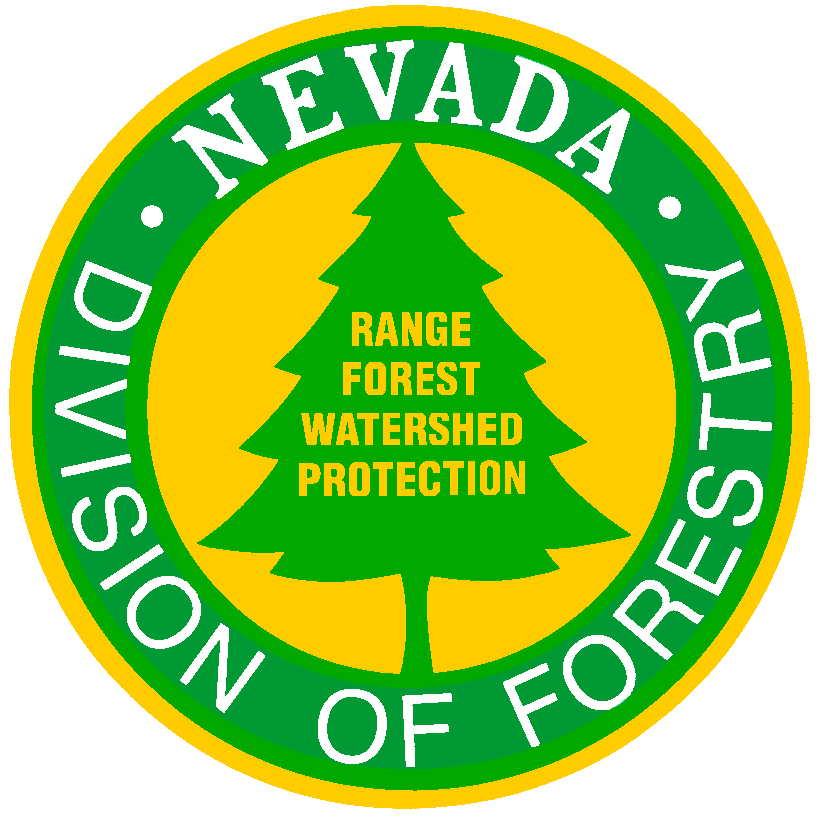 NEVADA
DIVISION OF FORESTRY
RANGE
FOREST
WATERSHED
PROTECTION